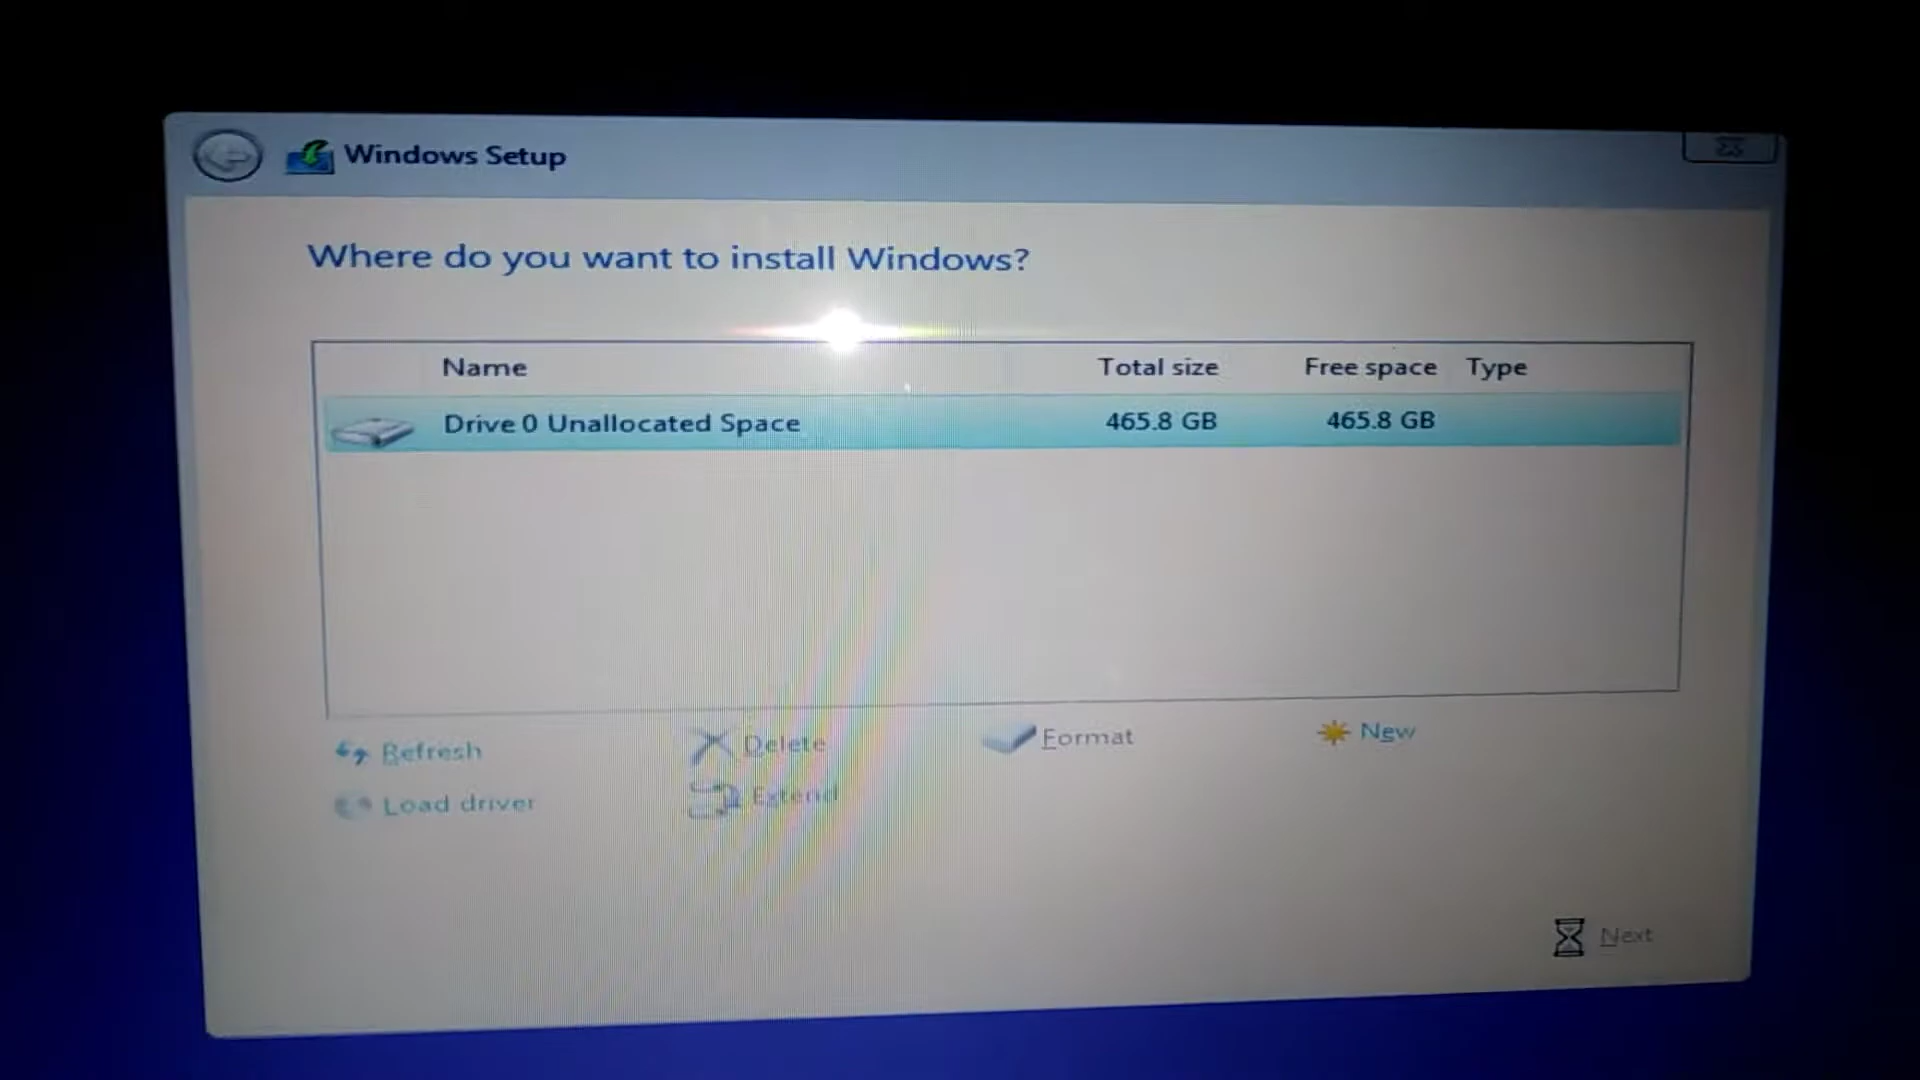 Windows Setup
Where do you want to install Windows?
Name Total size Free space Type
Drive 0 Unallocated Space 465.8 GB 465.8 GB
Refresh Delete Format New
Load driver Extend
Next